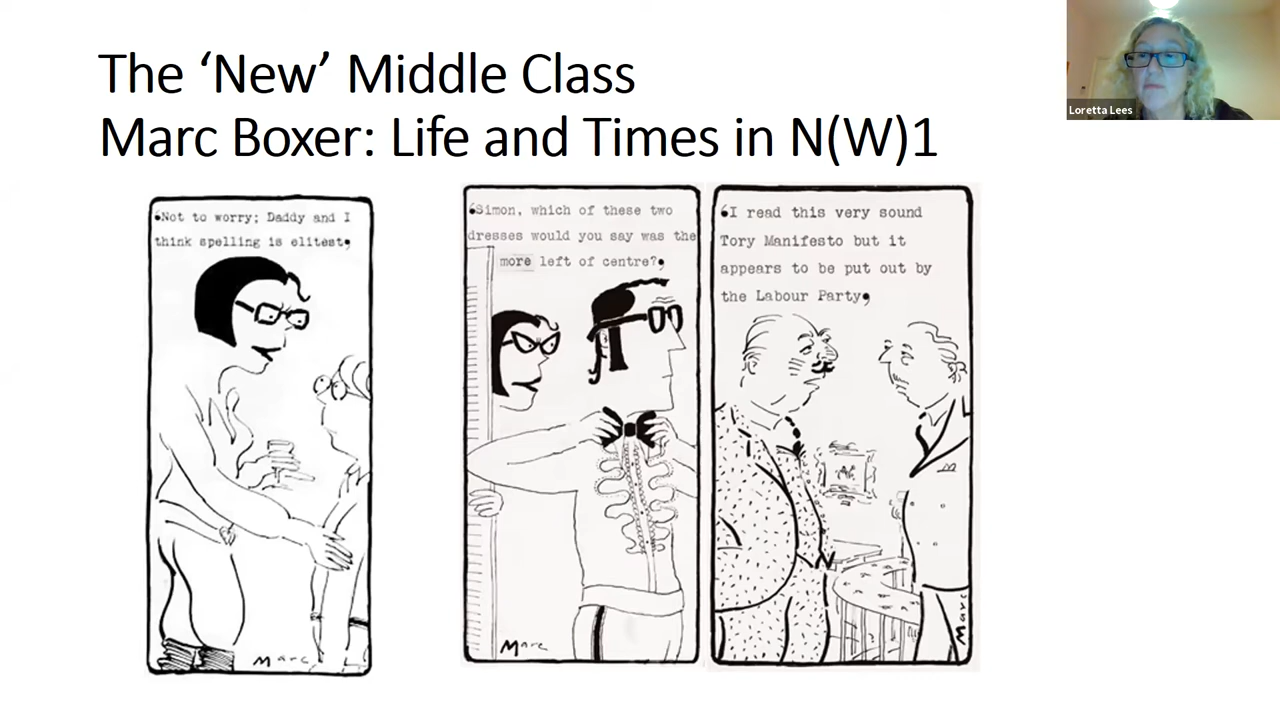 The ‘New’ Middle Class
Marc Boxer: Life and Times in N(W)1
Loretta Lees
‘Not to worry; Daddy and I
think spelling is elitest’
Marc
‘Simon, which of these two
dresses would you say was the
more left of centre?’
Marc
‘I read this very sound
Tory Manifesto but it
appears to be put out by
the Labour Party’
Marc